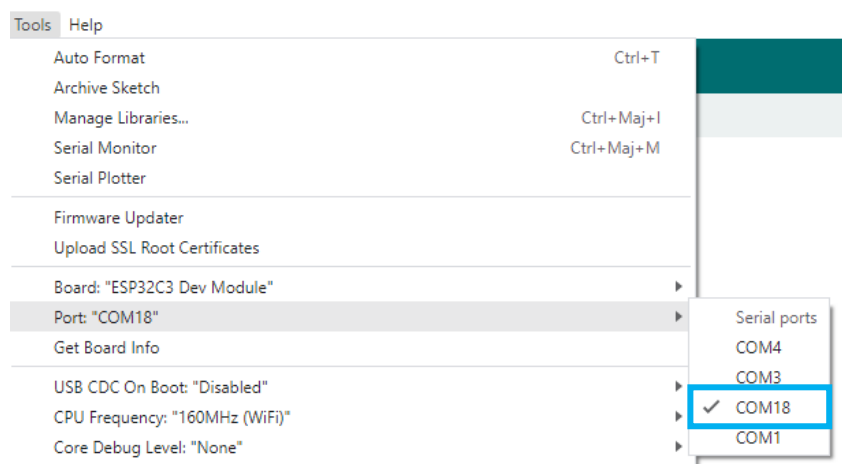 Tools Help
Auto Format Ctrl+T
Archive Sketch
Manage Libraries... Ctrl+Maj+I
Serial Monitor Ctrl+Maj+M
Serial Plotter
Firmware Updater
Upload SSL Root Certificates
Board: "ESP32C3 Dev Module"
Port: "COM18"
Get Board Info
USB CDC On Boot: "Disabled"
CPU Frequency: "160MHz (WiFi)"
Core Debug Level: "None"
Serial ports
COM4
COM3
COM18
COM1